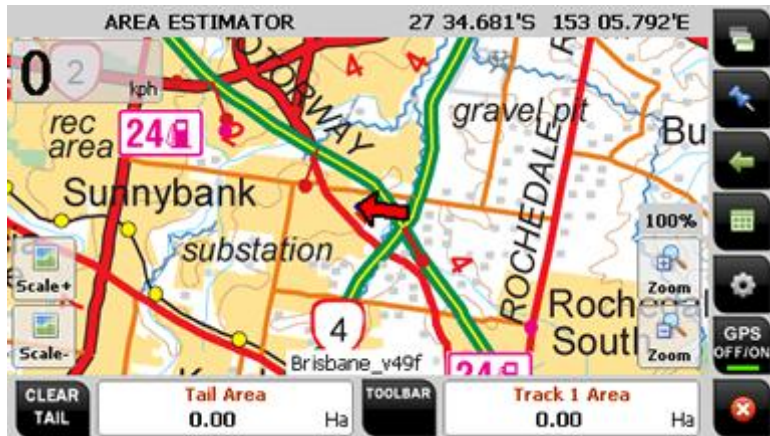 AREA ESTIMATOR 27 34.681'S 153 05.792'E
0 kph
2
MOTORWAY
4
4
gravel pit
rec
area
24
Bu
ROCHEDALE
Sunnybank
100%
substation
Scale+
Zoom
4
4
Roche
South
Scale-
Zoom
GPS
OFF/ON
Brisbane_v49f
24
CLEAR
TAIL
Tail Area
0.00 Ha
TOOLBAR
Track 1 Area
0.00 Ha